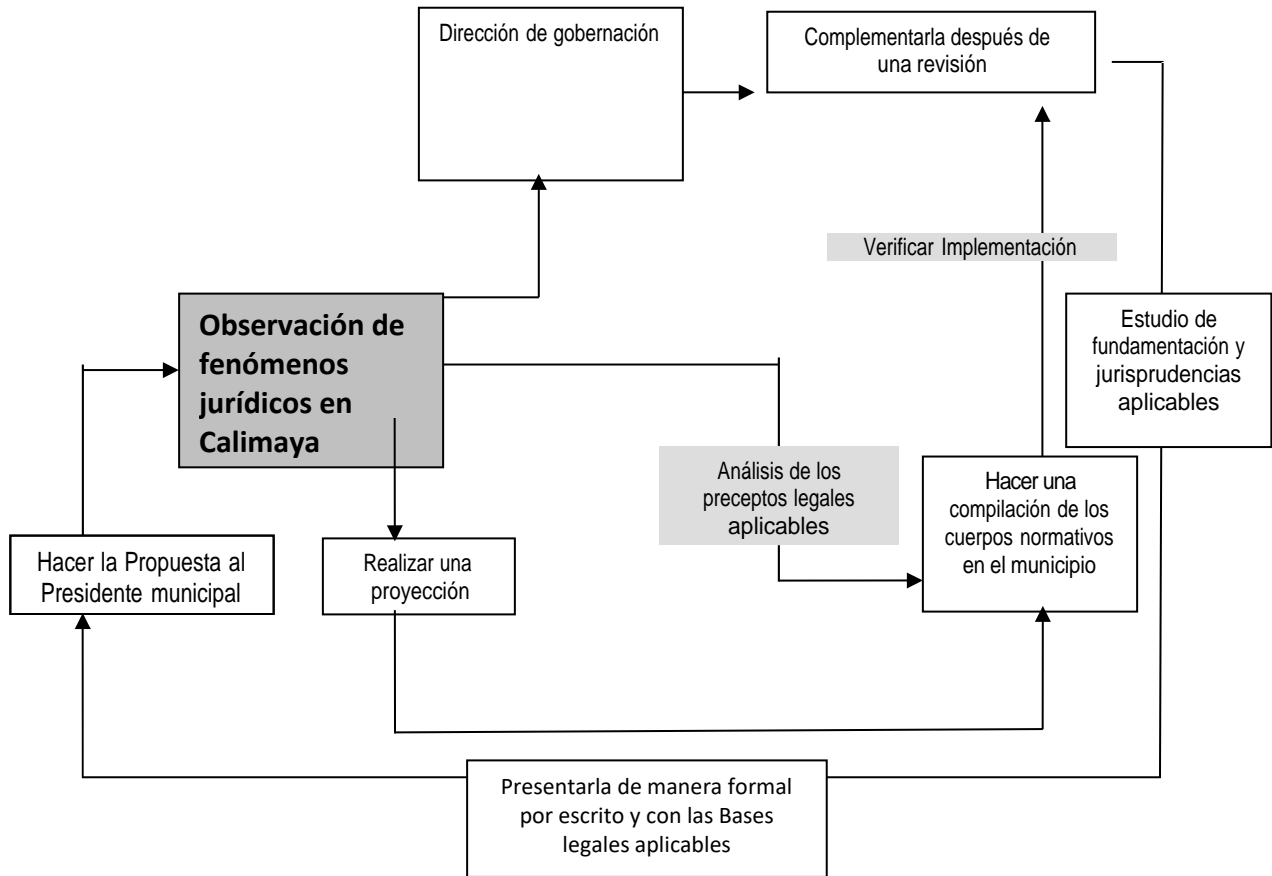 Dirección de gobernación
Complementarla después de
una revisión
Verificar Implementación
Observación de
fenómenos
jurídicos en
Calimaya
Estudio de
fundamentación y
jurisprudencias
aplicables
Análisis de los
preceptos legales
aplicables
Hacer una
compilación de los
cuerpos normativos
en el municipio
Hacer la Propuesta al
Presidente municipal
Realizar una
proyección
Presentarla de manera formal
por escrito y con las Bases
legales aplicables